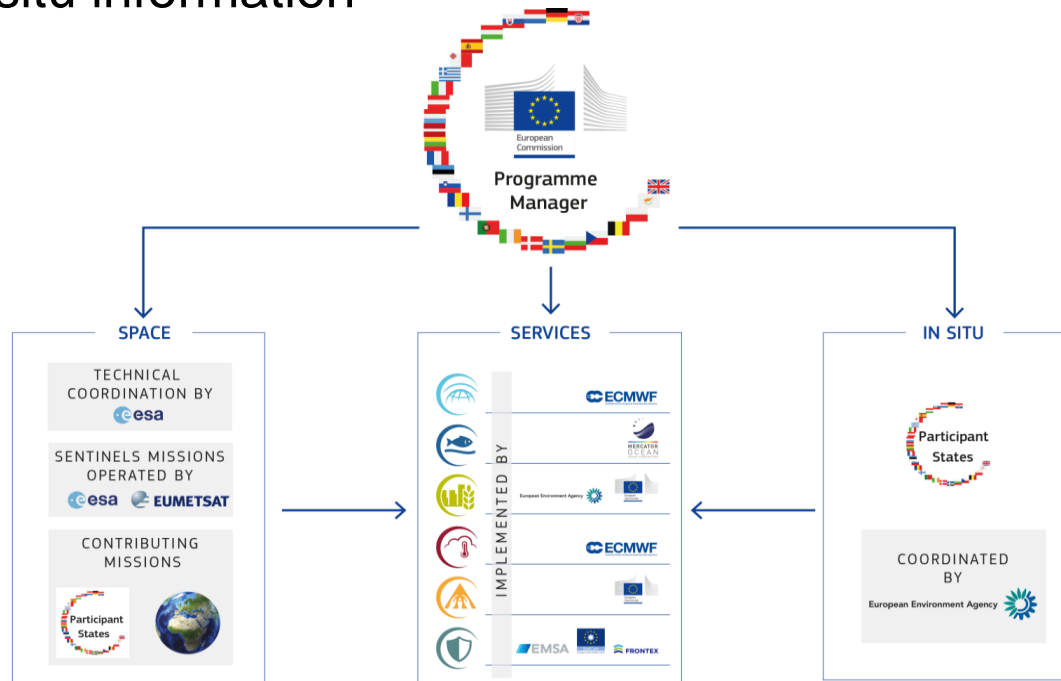 situ information
European
Commission
Programme
Manager
SPACE
TECHNICAL
COORDINATION BY
esa
SENTINELS MISSIONS
OPERATED BY
esa EUMETSAT
CONTRIBUTING
MISSIONS
Participant
States
SERVICES
IMPLEMENTED BY
ECMWF
MERCATOR
OCEAN
European Environment Agency
ECMWF
EMSA FRONTEX
IN SITU
Participant
States
COORDINATED
BY
European Environment Agency